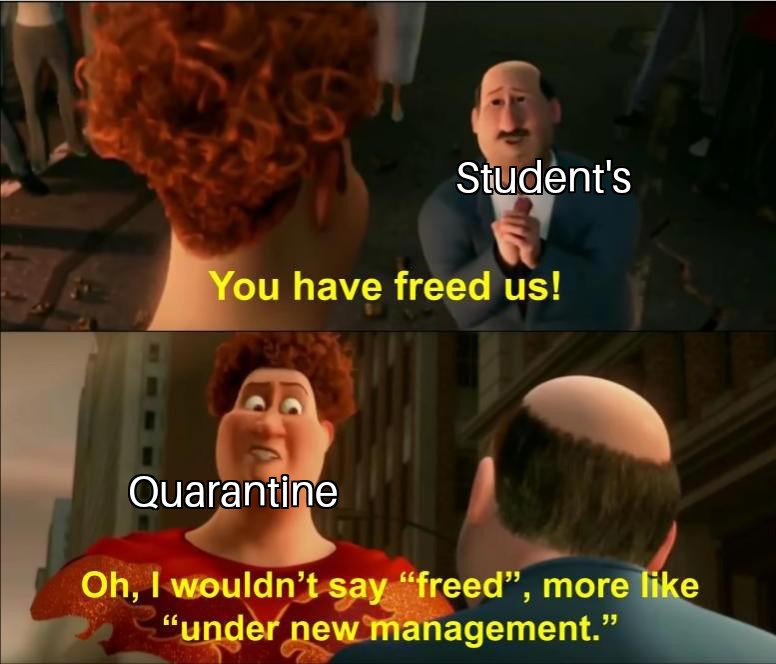 Student's
You have freed us!
Quarantine
Oh, I wouldn’t say “freed”, more like
“under new management.”